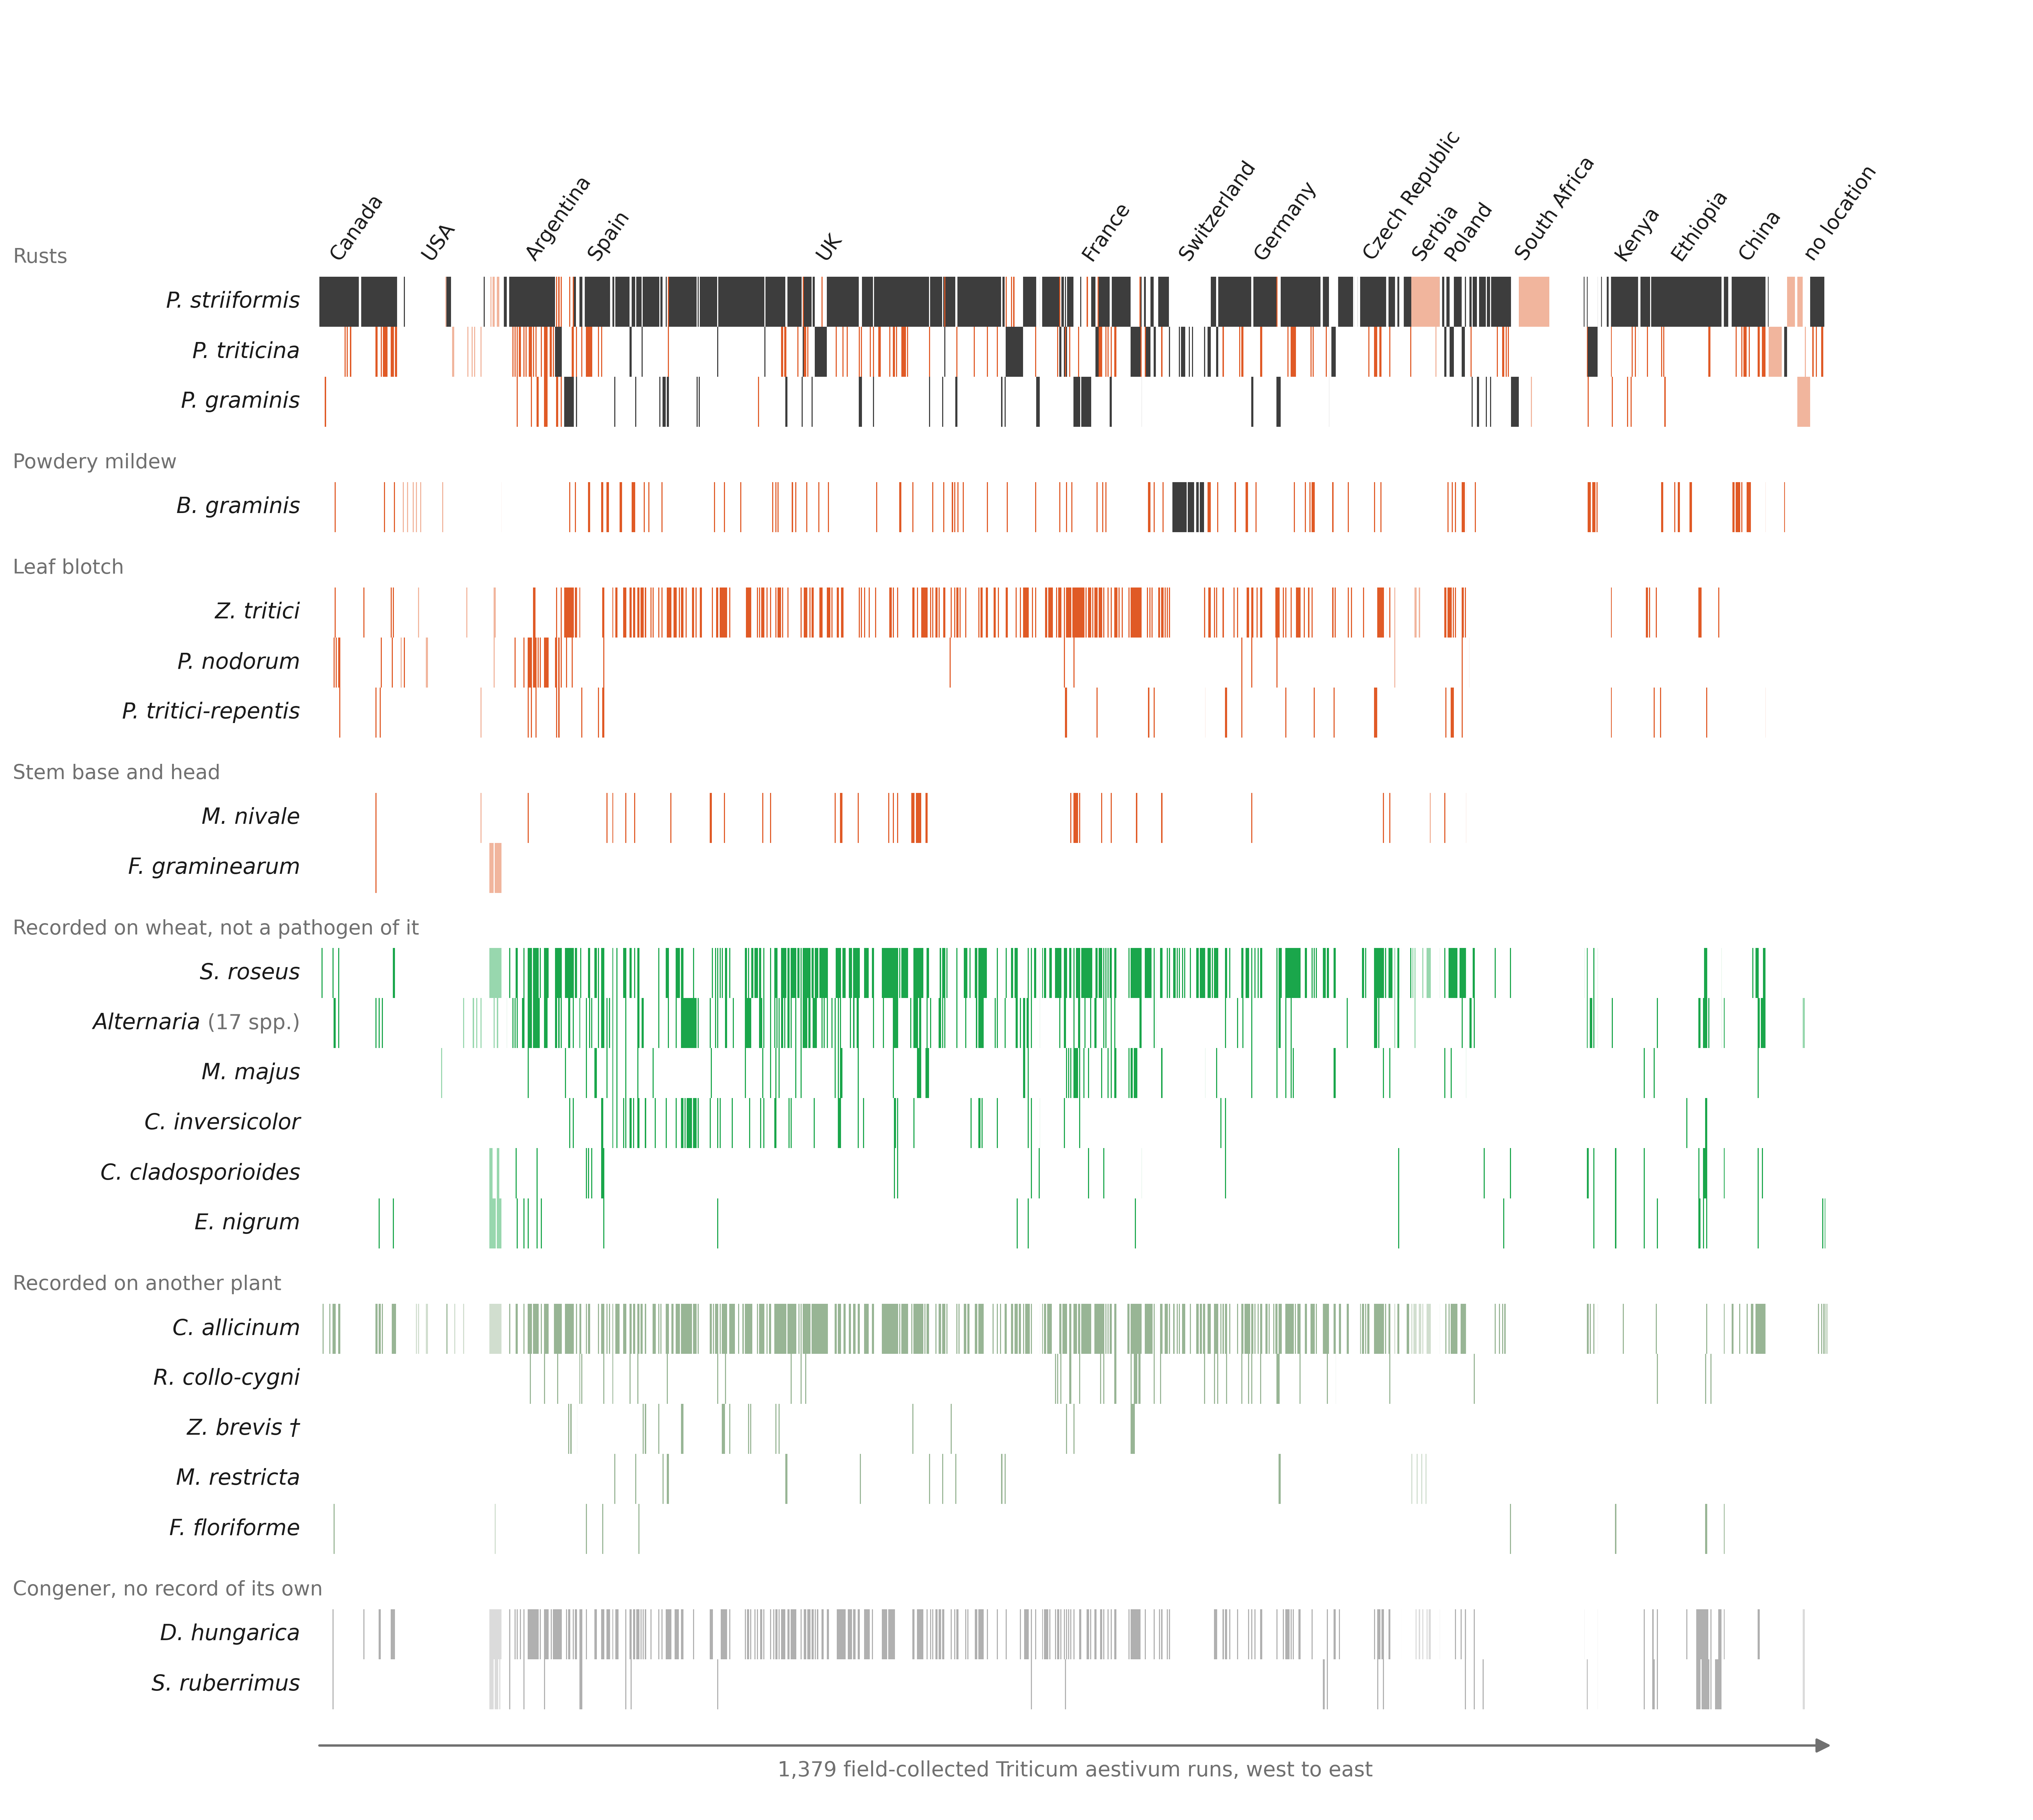 Canada
USA
Argentina
Spain
UK
France
Switzerland
Germany
Czech Republic
Serbia
Poland
South Africa
Kenya
Ethiopia
China
no location
Rusts
P. striiformis
P. triticina
P. graminis
Powdery mildew
B. graminis
Leaf blotch
Z. tritici
P. nodorum
P. tritici-repentis
Stem base and head
M. nivale
F. graminearum
Recorded on wheat, not a pathogen of it
S. roseus
Alternaria (17 spp.)
M. majus
C. inversicolor
C. cladosporioides
E. nigrum
Recorded on another plant
C. allicinum
R. collo-cygni
Z. brevis †
M. restricta
F. floriforme
Congener, no record of its own
D. hungarica
S. ruberrimus
1,379 field-collected Triticum aestivum runs, west to east